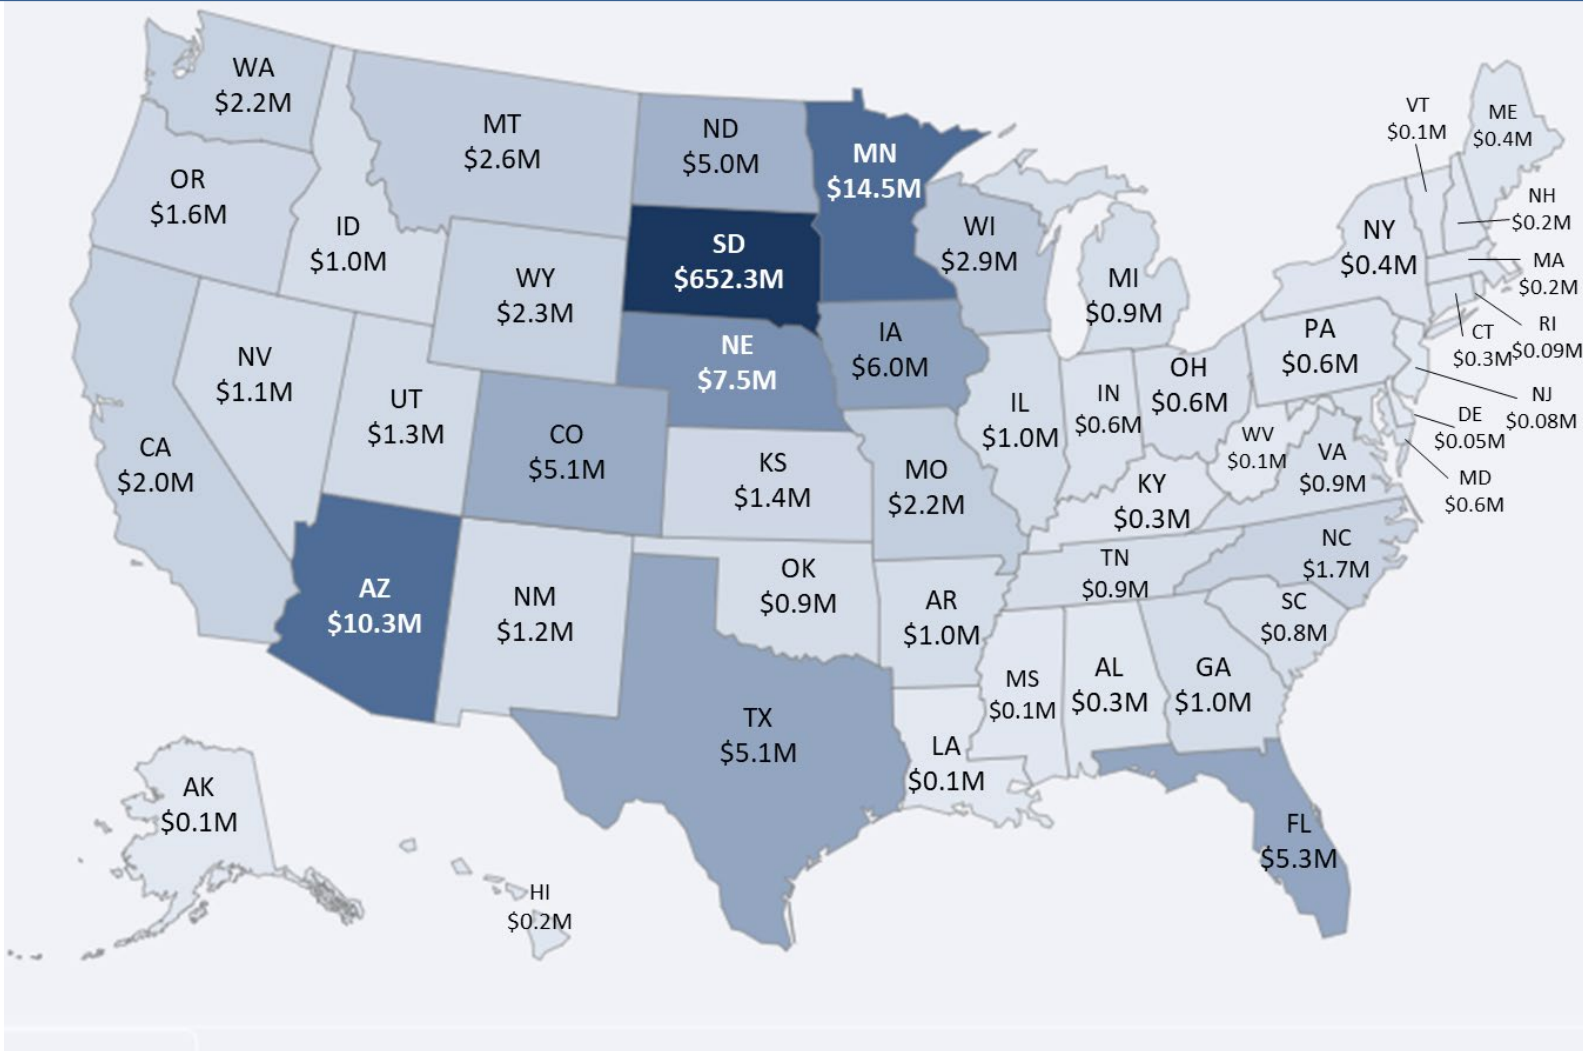 WA
$2.2M
MT
$2.6M
ND
$5.0M
MN
$14.5M
VT
$0.1M
ME
$0.4M
OR
$1.6M
ID
$1.0M
WY
$2.3M
SD
$652.3M
WI
$2.9M
MI
$0.9M
NY
$0.4M
NH
$0.2M
MA
$0.2M
RI
$0.09M
CT
$0.3M
NV
$1.1M
UT
$1.3M
CO
$5.1M
NE
$7.5M
IA
$6.0M
IL
$1.0M
IN
$0.6M
OH
$0.6M
PA
$0.6M
NJ
$0.08M
DE
$0.05M
MD
$0.6M
CA
$2.0M
KS
$1.4M
MO
$2.2M
KY
$0.3M
WV
$0.1M
VA
$0.9M
NC
$1.7M
TN
$0.9M
SC
$0.8M
AZ
$10.3M
NM
$1.2M
OK
$0.9M
AR
$1.0M
MS
$0.1M
AL
$0.3M
GA
$1.0M
TX
$5.1M
LA
$0.1M
FL
$5.3M
AK
$0.1M
HI
$0.2M